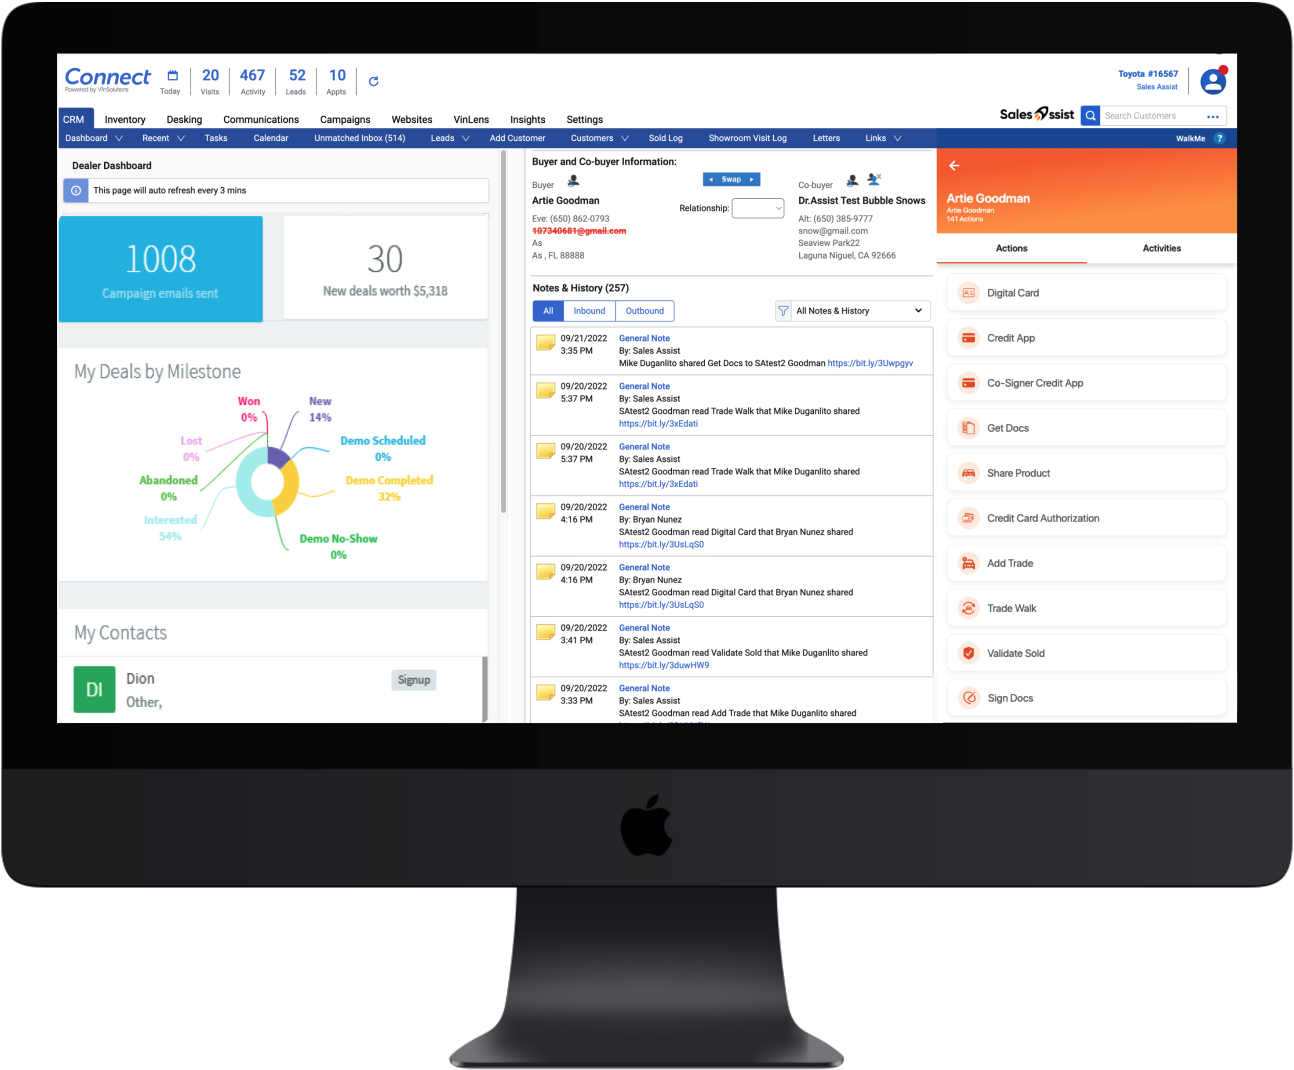 Connect
Powered by VinSolutions
Today
20
Visits
467
Activity
52
Leads
10
Appts
Toyota #16567
Sales Assist
Sales Assist
Search Customers
CRM
Inventory
Desking
Communications
Campaigns
Websites
VinLens
Insights
Settings
Dashboard
Recent
Tasks
Calendar
Unmatched Inbox (514)
Leads
Add Customer
Customers
Sold Log
Showroom Visit Log
Letters
Links
WalkMe ?
Dealer Dashboard
This page will auto refresh every 3 mins
1008
Campaign emails sent
30
New deals worth $5,318
My Deals by Milestone
Won
0%
New
14%
Lost
0%
Demo Scheduled
0%
Abandoned
0%
Demo Completed
32%
Interested
54%
Demo No-Show
0%
My Contacts
DI
Dion
Other,
Signup
Buyer and Co-buyer Information:
Buyer
Artie Goodman
Eve: (650) 862-0793
107340681@gmail.com
As
As , FL 88888
Swap
Relationship:
Co-buyer
Dr.Assist Test Bubble Snows
Alt: (650) 385-9777
snow@gmail.com
Seaview Park22
Laguna Niguel, CA 92666
Notes & History (257)
All
Inbound
Outbound
All Notes & History
09/21/2022
3:35 PM
General Note
By: Sales Assist
Mike Duganlito shared Get Docs to SAtest2 Goodman https://bit.ly/3Uwpgyv
09/20/2022
5:37 PM
General Note
By: Sales Assist
SAtest2 Goodman read Trade Walk that Mike Duganlito shared
https://bit.ly/3xEdati
09/20/2022
5:37 PM
General Note
By: Sales Assist
SAtest2 Goodman read Trade Walk that Mike Duganlito shared
https://bit.ly/3xEdati
09/20/2022
4:16 PM
General Note
By: Bryan Nunez
SAtest2 Goodman read Digital Card that Bryan Nunez shared
https://bit.ly/3UsLqS0
09/20/2022
4:16 PM
General Note
By: Bryan Nunez
SAtest2 Goodman read Digital Card that Bryan Nunez shared
https://bit.ly/3UsLqS0
09/20/2022
3:41 PM
General Note
By: Sales Assist
SAtest2 Goodman read Validate Sold that Mike Duganlito shared
https://bit.ly/3duwHW9
09/20/2022
3:33 PM
General Note
By: Sales Assist
SAtest2 Goodman read Add Trade that Mike Duganlito shared
Artie Goodman
Artie Goodman
141 Actions
Actions
Activities
Digital Card
Credit App
Co-Signer Credit App
Get Docs
Share Product
Credit Card Authorization
Add Trade
Trade Walk
Validate Sold
Sign Docs